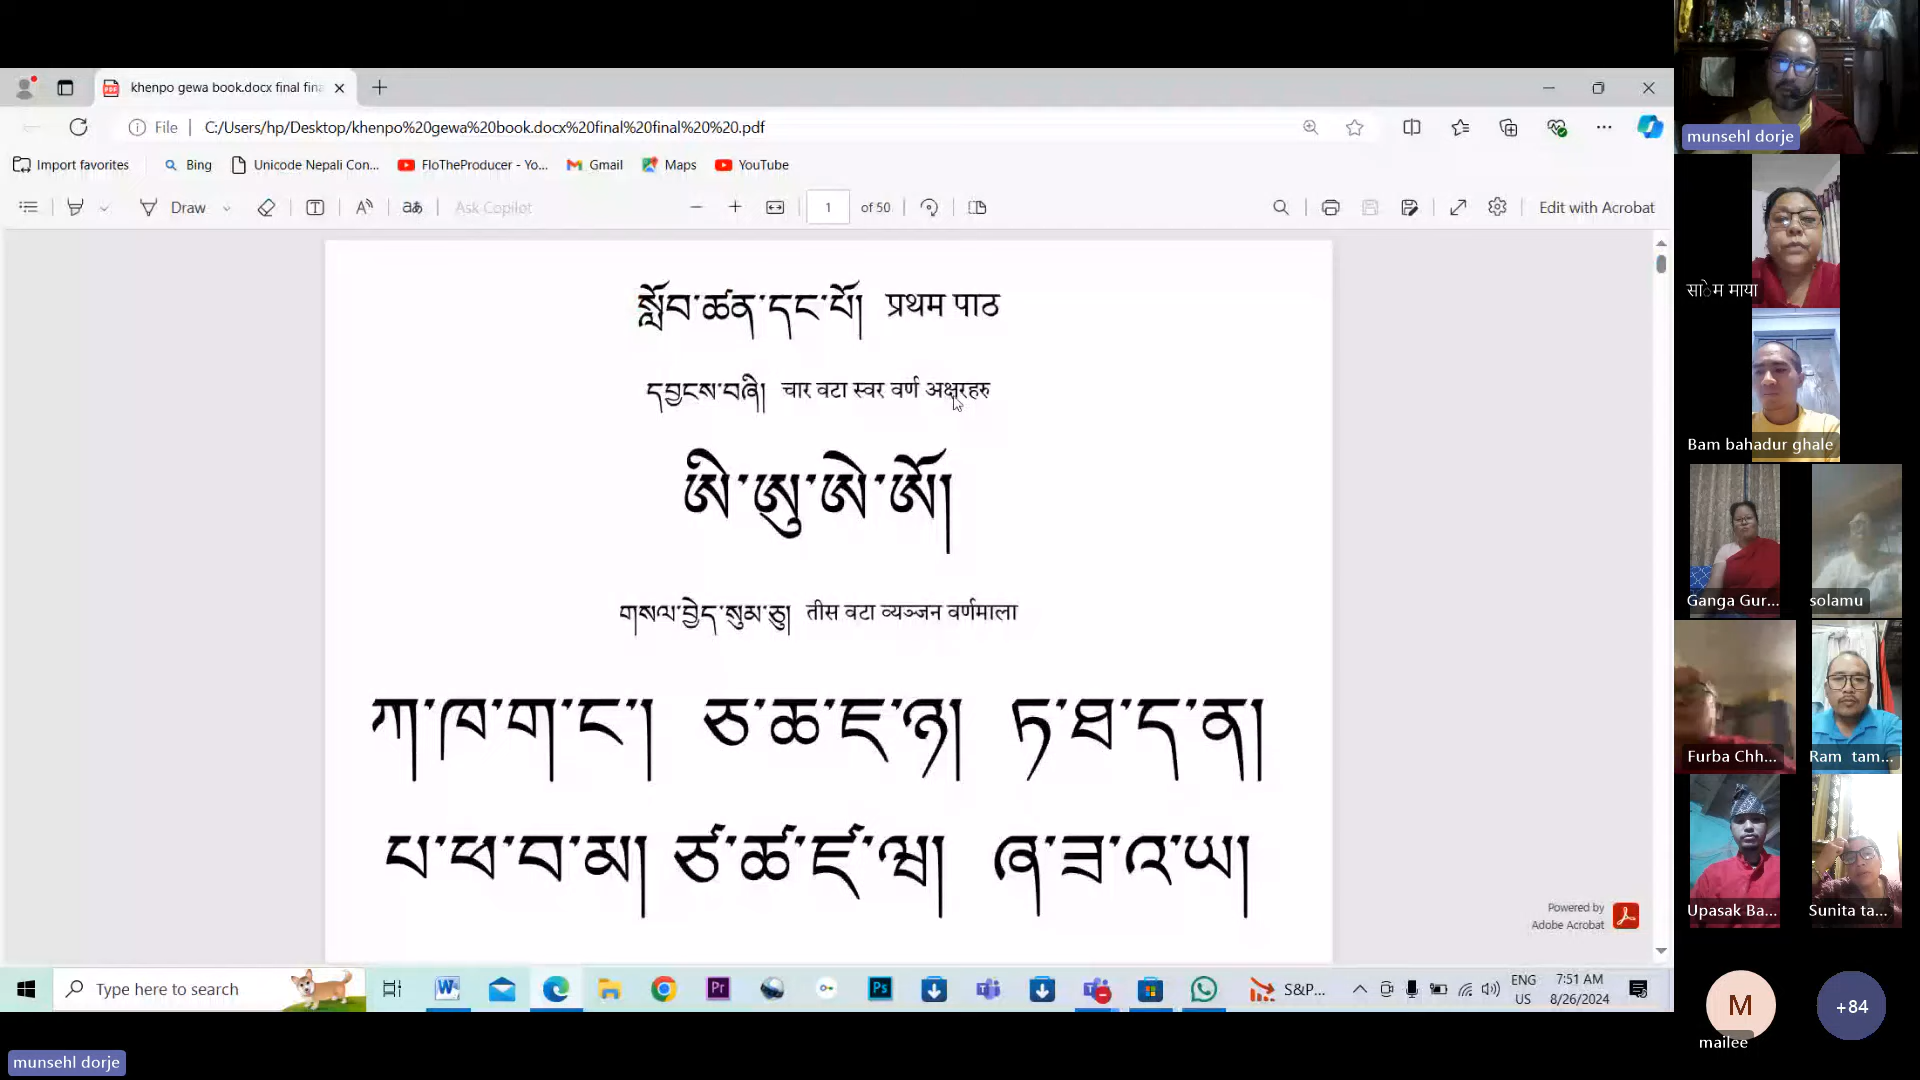 khenpo gewa book.docx final fina
File
C:/Users/hp/Desktop/khenpo%20gewa%20book.docx%20final%20final%20%20.pdf
Import favorites
Bing
Unicode Nepali Con...
FloTheProducer - Yo...
Gmail
Maps
YouTube
Draw
Ask Copilot
1 of 50
Edit with Acrobat
སློབ་ཚན་དང་པོ། प्रथम पाठ
དབྱངས་བཞི། चार वटा स्वर वर्ण अक्षरहरु
ཨི་ཨུ་ཨེ་ཨོ།
གསལ་བྱེད་སུམ་ཅུ། तीस वटा व्यञ्जन वर्णमाला
ཀ་ཁ་ག་ང་། ཅ་ཆ་ཇ་ཉ། ཏ་ཐ་ད་ན།
པ་ཕ་བ་མ། ཙ་ཚ་ཛ་ཝ། ཞ་ཟ་འ་ཡ།
Powered by
Adobe Acrobat
Type here to search
S&P...
ENG
US
7:51 AM
8/26/2024
munsehl dorje
munsehl dorje
साेम माया
Bam bahadur ghale
Ganga Gur...
solamu
Furba Chh...
Ram tam...
Upasak Ba...
Sunita ta...
M
mailee
+84